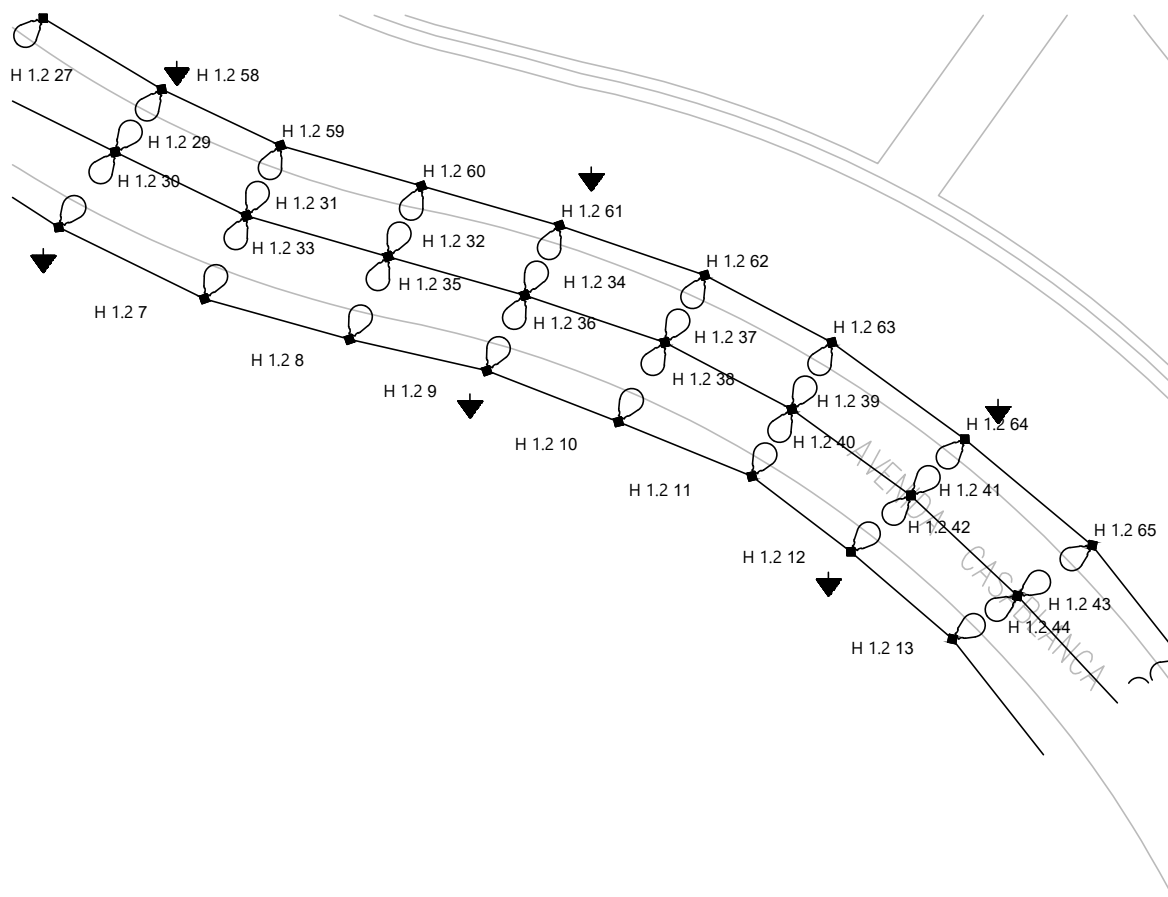 H 1.2 27
H 1.2 58
H 1.2 59
H 1.2 29
H 1.2 60
H 1.2 30
H 1.2 31
H 1.2 61
H 1.2 33
H 1.2 32
H 1.2 62
H 1.2 35
H 1.2 34
H 1.2 7
H 1.2 36
H 1.2 63
H 1.2 37
H 1.2 8
H 1.2 38
H 1.2 9
H 1.2 39
H 1.2 64
H 1.2 10
H 1.2 40
H 1.2 11
H 1.2 41
H 1.2 42
H 1.2 65
H 1.2 12
H 1.2 43
H 1.2 44
H 1.2 13
AVENIDA CASABLANCA